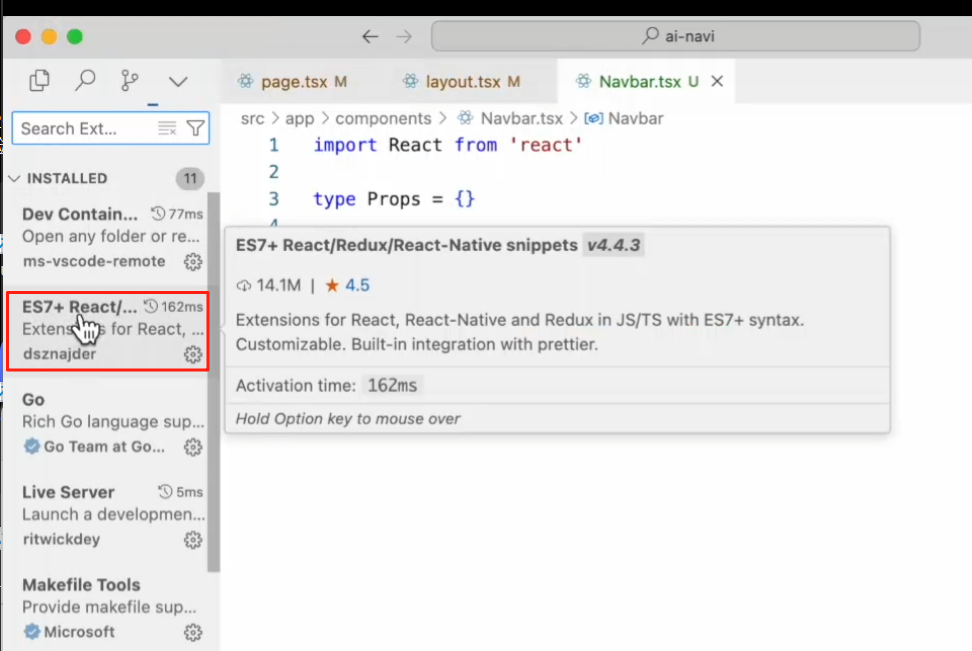 ai-navi
page.tsx M
layout.tsx M
Navbar.tsx U
Search Ext...
src > app > components > Navbar.tsx > Navbar
1 import React from 'react'
2
3 type Props = {}
4
INSTALLED 11
Dev Contain... 77ms
Open any folder or re...
ms-vscode-remote
ES7+ React/... 162ms
Extens s for React, ...
dsznajder
Go
Rich Go language sup...
Go Team at Go...
Live Server 5ms
Launch a developmen...
ritwickdey
Makefile Tools
Provide makefile sup...
Microsoft
ES7+ React/Redux/React-Native snippets v4.4.3
14.1M | ★ 4.5
Extensions for React, React-Native and Redux in JS/TS with ES7+ syntax.
Customizable. Built-in integration with prettier.
Activation time: 162ms
Hold Option key to mouse over